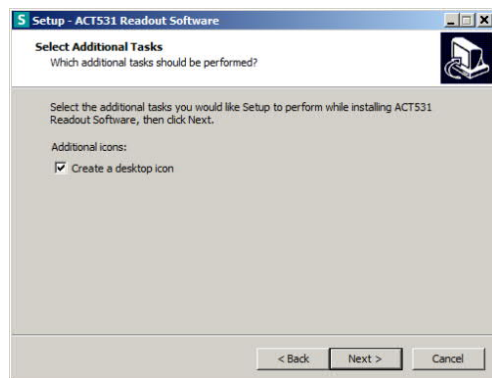 S Setup - ACT531 Readout Software
Select Additional Tasks
Which additional tasks should be performed?
Select the additional tasks you would like Setup to perform while installing ACT531
Readout Software, then click Next.
Additional icons:
Create a desktop icon
< Back Next > Cancel